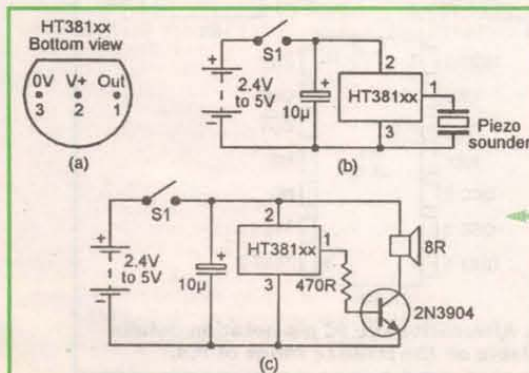 HT381xx
Bottom view
0V V+ Out
3 2 1
(a)
S1
+
2.4V
to 5V
−
10µ
+
2
HT381xx
1
3
Piezo
sounder
(b)
S1
+
2.4V
to 5V
−
10µ
+
2
HT381xx
1
3
470R
8R
2N3904
(c)